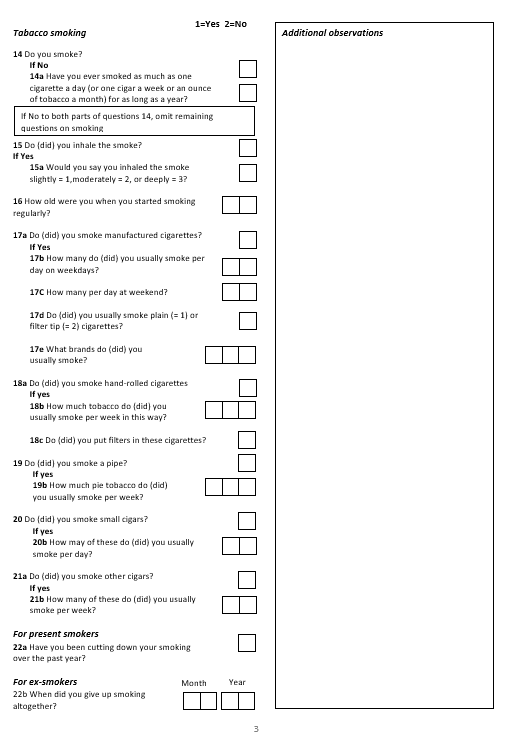 1=Yes 2=No
Tabacco smoking
14 Do you smoke?
If No
14a Have you ever smoked as much as one
cigarette a day (or one cigar a week or an ounce
of tobacco a month) for as long as a year?
If No to both parts of questions 14, omit remaining
questions on smoking
15 Do (did) you inhale the smoke?
If Yes
15a Would you say you inhaled the smoke
slightly = 1,moderately = 2, or deeply = 3?
16 How old were you when you started smoking
regularly?
17a Do (did) you smoke manufactured cigarettes?
If Yes
17b How many do (did) you usually smoke per
day on weekdays?
17C How many per day at weekend?
17d Do (did) you usually smoke plain (= 1) or
filter tip (= 2) cigarettes?
17e What brands do (did) you
usually smoke?
18a Do (did) you smoke hand-rolled cigarettes
If yes
18b How much tobacco do (did) you
usually smoke per week in this way?
18c Do (did) you put filters in these cigarettes?
19 Do (did) you smoke a pipe?
If yes
19b How much pie tobacco do (did)
you usually smoke per week?
20 Do (did) you smoke small cigars?
If yes
20b How may of these do (did) you usually
smoke per day?
21a Do (did) you smoke other cigars?
If yes
21b How many of these do (did) you usually
smoke per week?
For present smokers
22a Have you been cutting down your smoking
over the past year?
For ex-smokers
Month Year
22b When did you give up smoking
altogether?
Additional observations
3